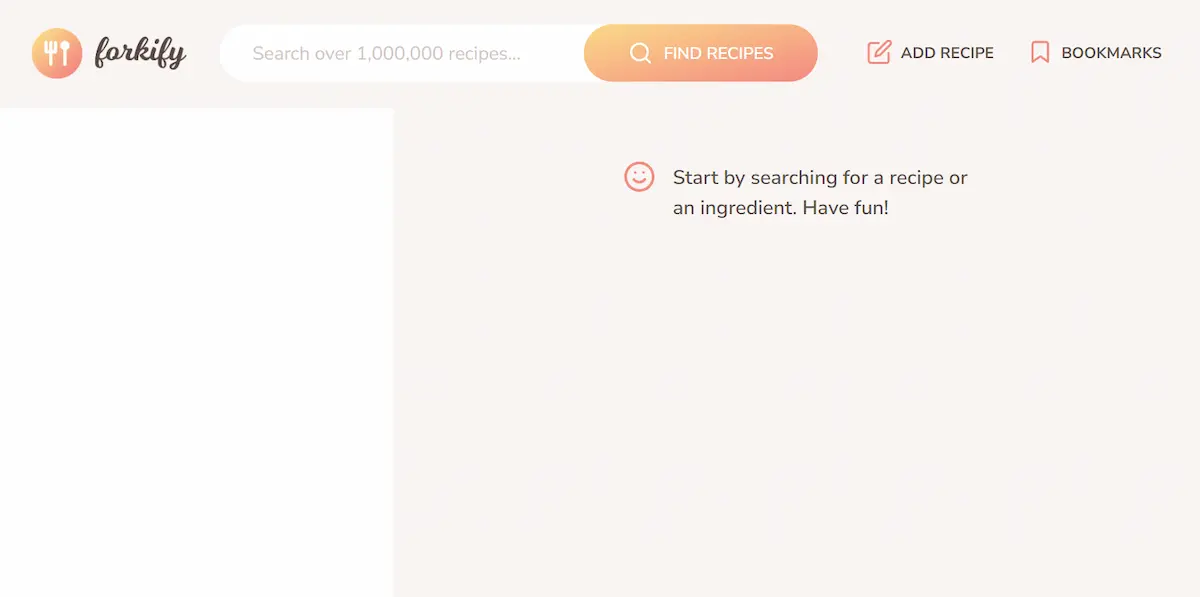 forkify
Search over 1,000,000 recipes...
FIND RECIPES
ADD RECIPE
BOOKMARKS
Start by searching for a recipe or
an ingredient. Have fun!